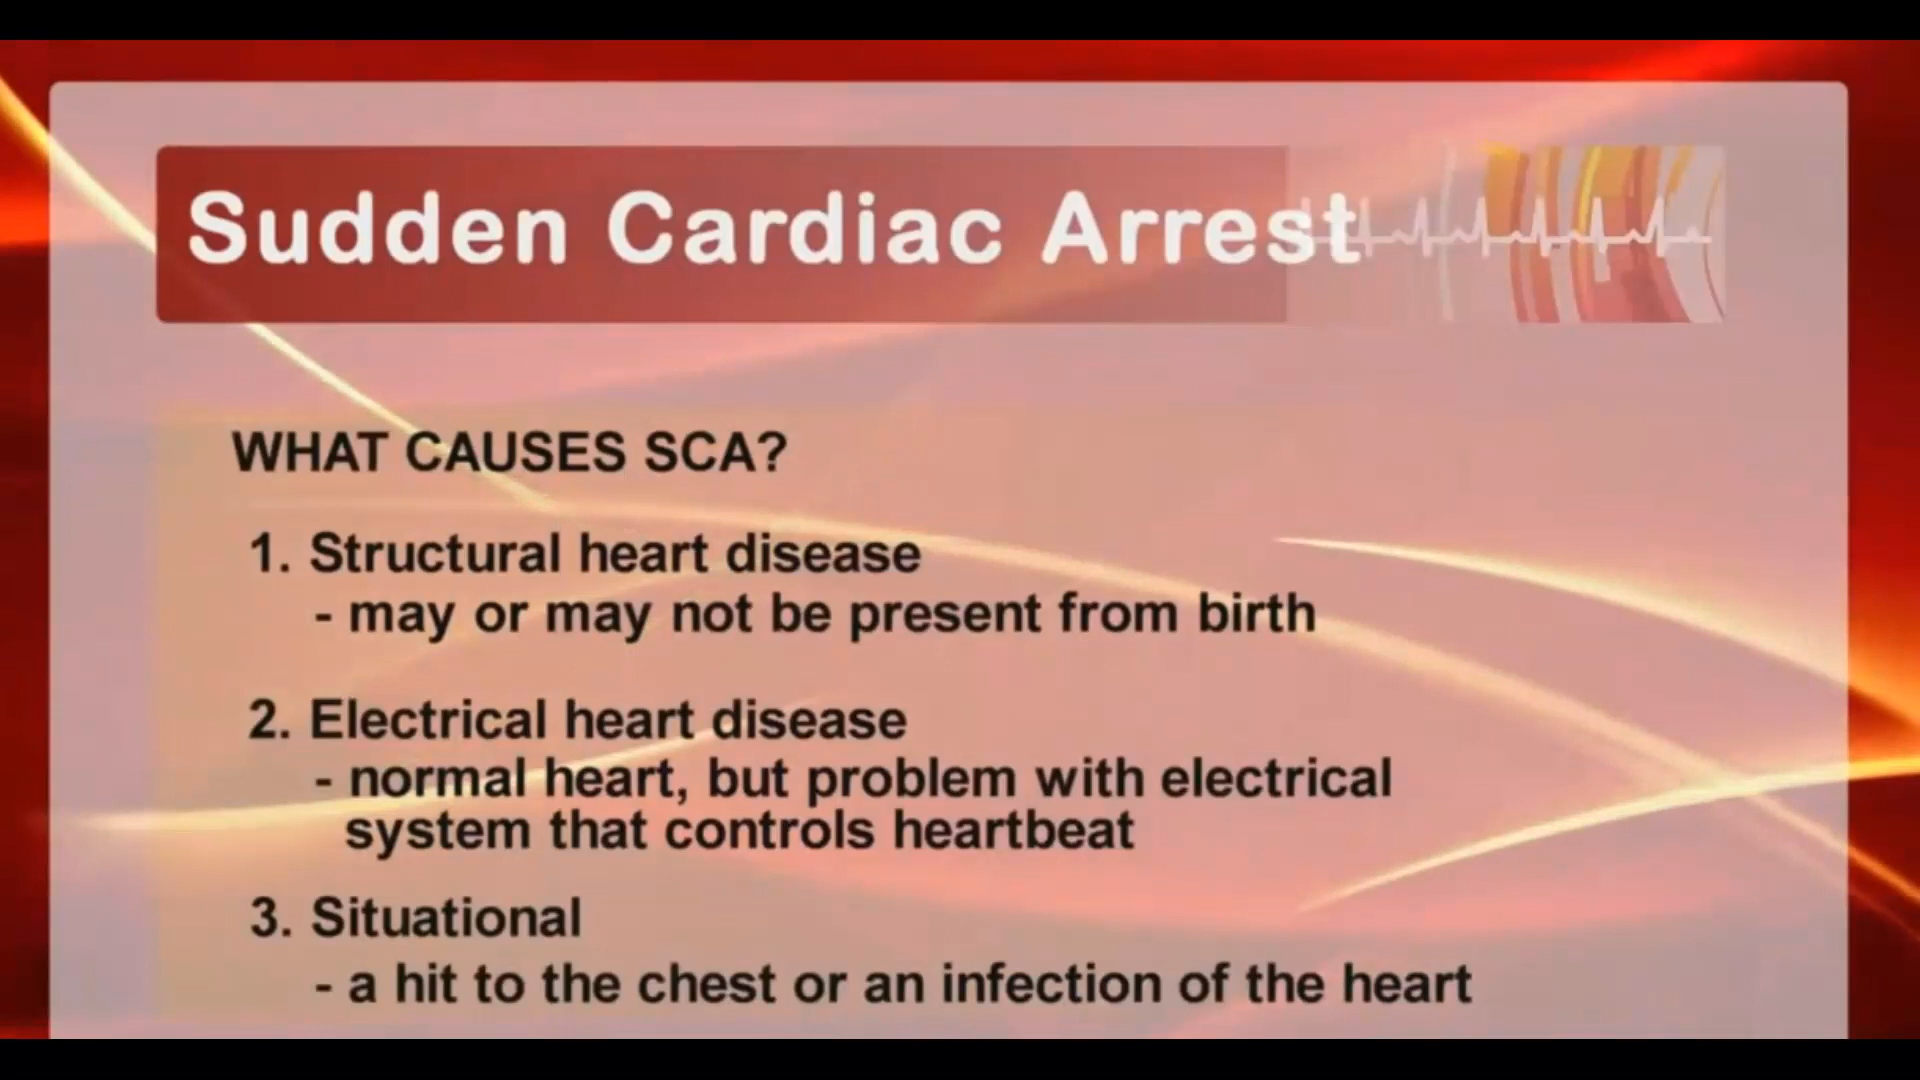 Sudden Cardiac Arrest
WHAT CAUSES SCA?
1. Structural heart disease
- may or may not be present from birth
2. Electrical heart disease
- normal heart, but problem with electrical
system that controls heartbeat
3. Situational
- a hit to the chest or an infection of the heart